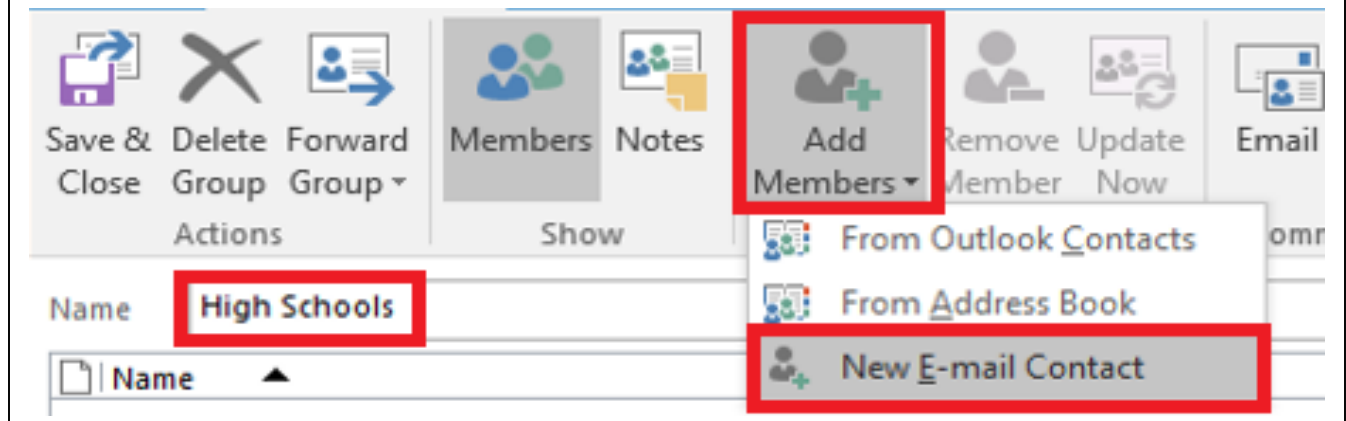 Save & Delete Forward Members Notes Add Remove Update Email
Close Group Group Members Member Now
Actions Show
From Outlook Contacts
Name High Schools
From Address Book
Name
New E-mail Contact